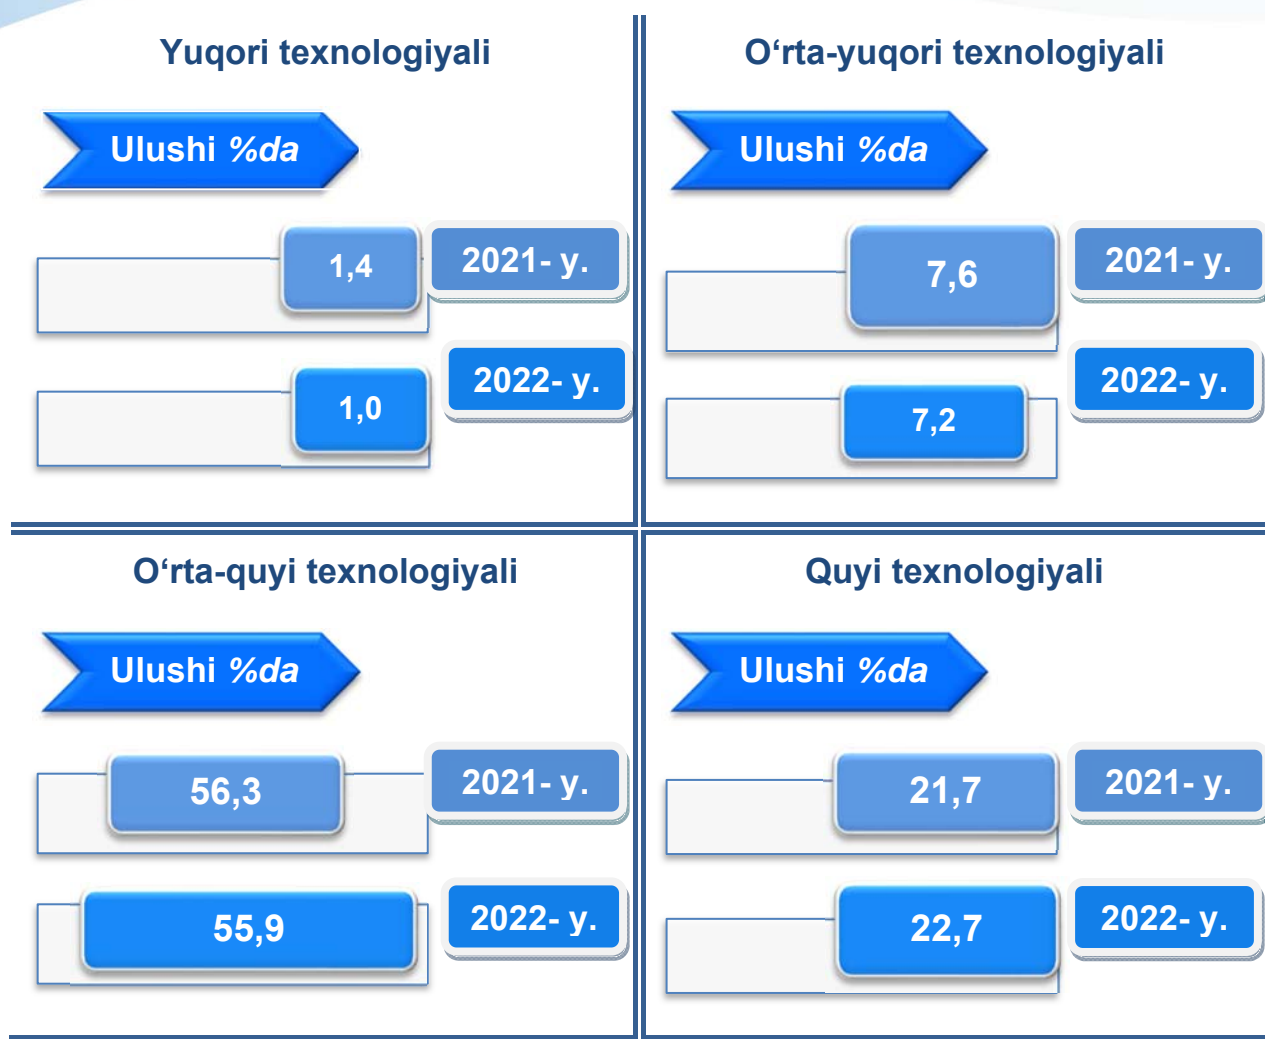 Yuqori texnologiyali
Ulushi %da
1,4
2021- y.
1,0
2022- y.
O‘rta-yuqori texnologiyali
Ulushi %da
7,6
2021- y.
7,2
2022- y.
O‘rta-quyi texnologiyali
Ulushi %da
56,3
2021- y.
55,9
2022- y.
Quyi texnologiyali
Ulushi %da
21,7
2021- y.
22,7
2022- y.